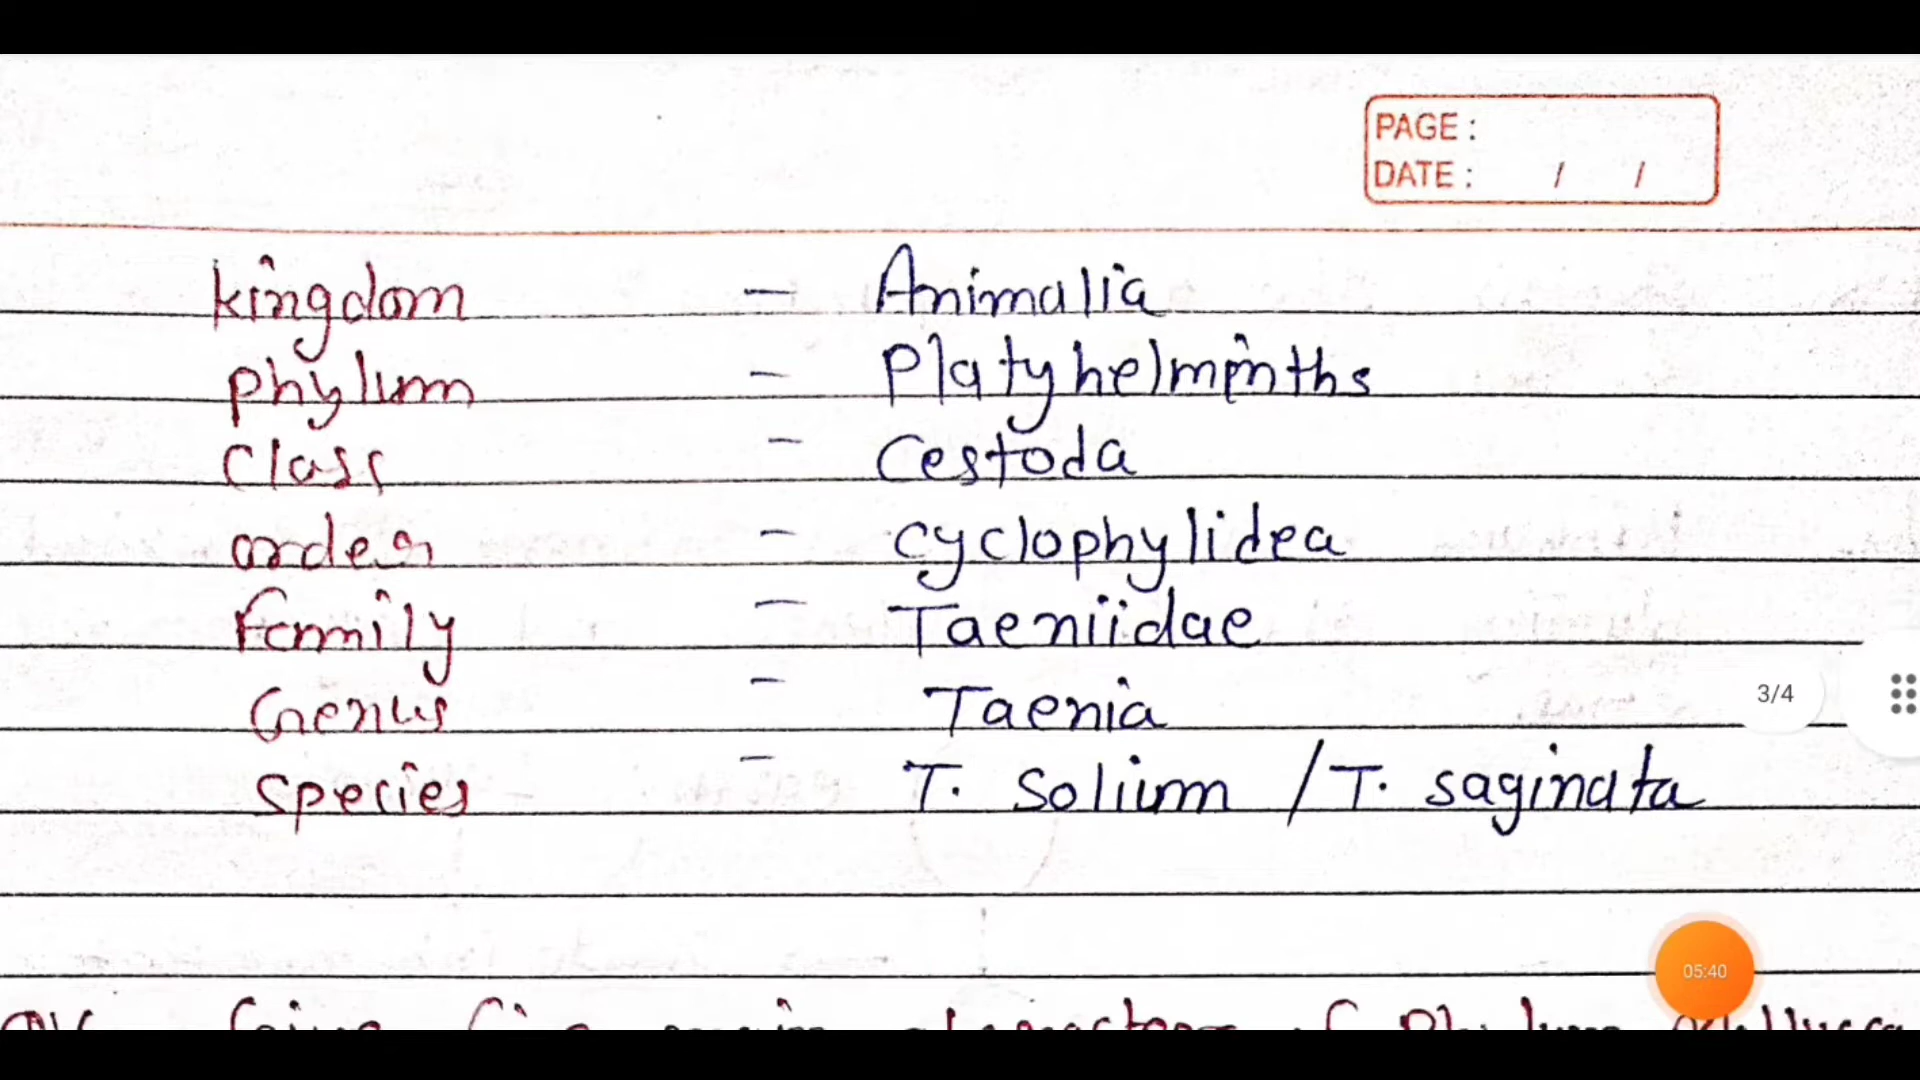 PAGE :
DATE : / /
kingdom - Animalia
phylum - Platyhelminths
Class - Cestoda
order - cyclophylidea
Family - Taeniidae
Genus - Taenia
species - T. Solium / T. saginata
3/4
05:40